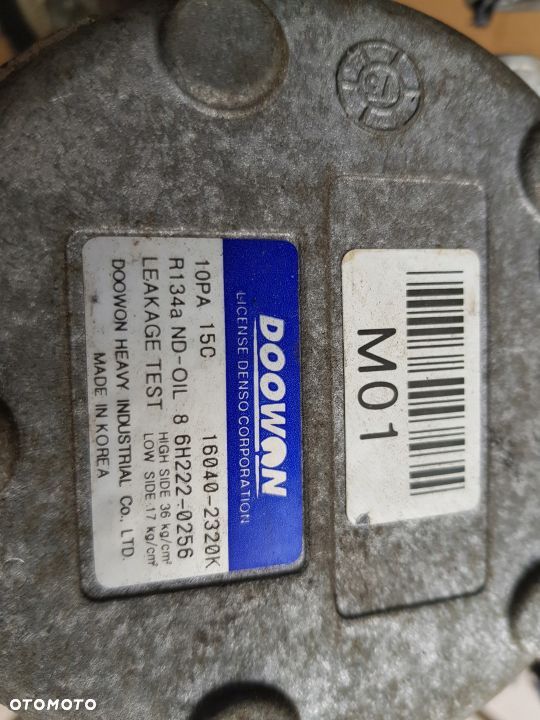 DOOWON
LICENSE DENSO CORPORATION
10PA 15C 16040-2320K
R134a ND-OIL 8 6H222-0256
LEAKAGE TEST HIGH SIDE 36 kg/cm²
LOW SIDE 17 kg/cm²
DOOWON HEAVY INDUSTRIAL Co., LTD.
MADE IN KOREA
M01
OTOMOTO